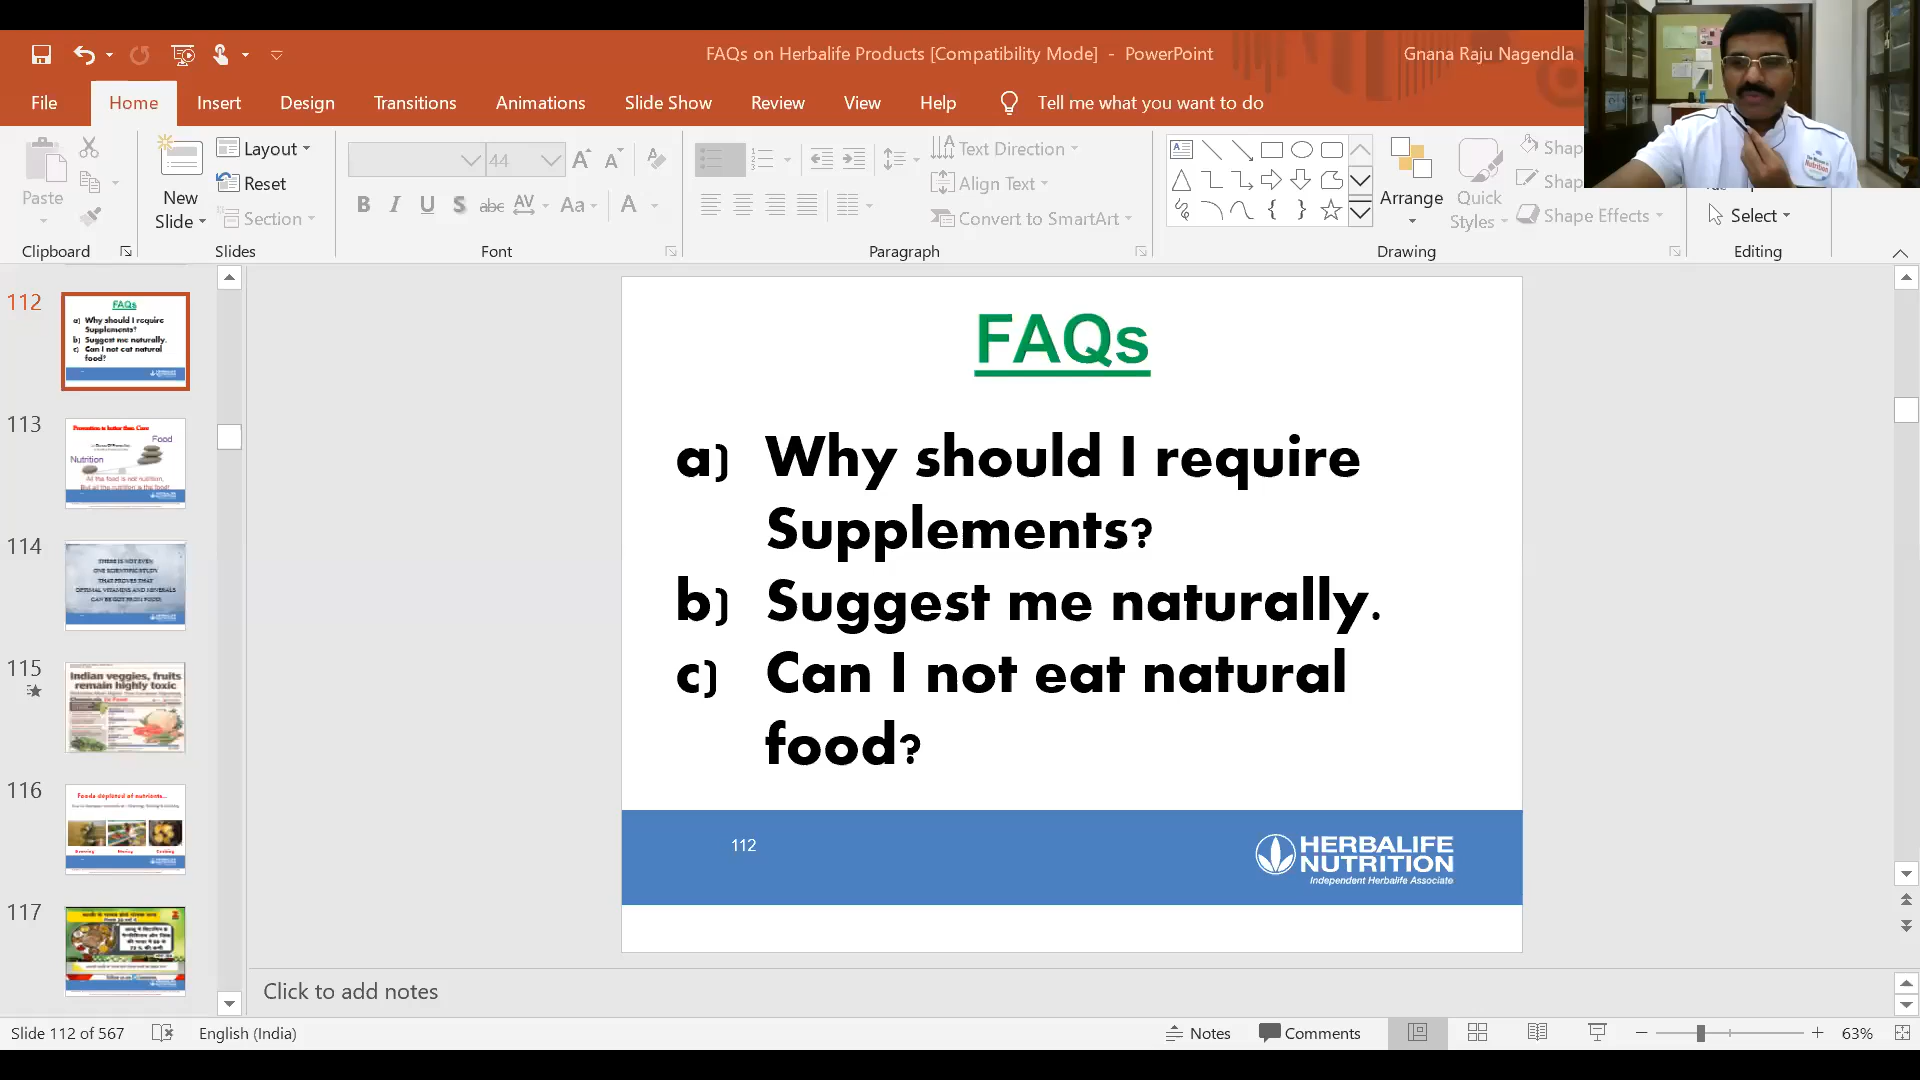 FAQs on Herbalife Products [Compatibility Mode] - PowerPoint
Gnana Raju Nagendla
File
Home
Insert
Design
Transitions
Animations
Slide Show
Review
View
Help
Tell me what you want to do
Paste
Clipboard
New
Slide
Layout
Reset
Section
Slides
44
B I U S abc AV Aa A
Font
Text Direction
Align Text
Convert to SmartArt
Paragraph
Arrange
Quick
Styles
Shape Effects
Drawing
Select
Editing
112
FAQs
a) Why should I require
Supplements?
b) Suggest me naturally.
c) Can I not eat natural
food?
113
Prevention is better than Cure
Food
Nutrition
All the food is not nutrition.
But all the nutrition is the food!
114
THERE IS NOT EVEN
ONE SCIENTIFIC STUDY
THAT PROVES THAT
OPTIMAL VITAMINS AND MINERALS
CAN BE GOT FROM FOOD!
115
Indian veggies, fruits
remain highly toxic
116
Foods depleted of nutrients...
117
FAQs
a) Why should I require
Supplements?
b) Suggest me naturally.
c) Can I not eat natural
food?
112
HERBALIFE
NUTRITION
Independent Herbalife Associate
Click to add notes
Slide 112 of 567
English (India)
Notes
Comments
63%